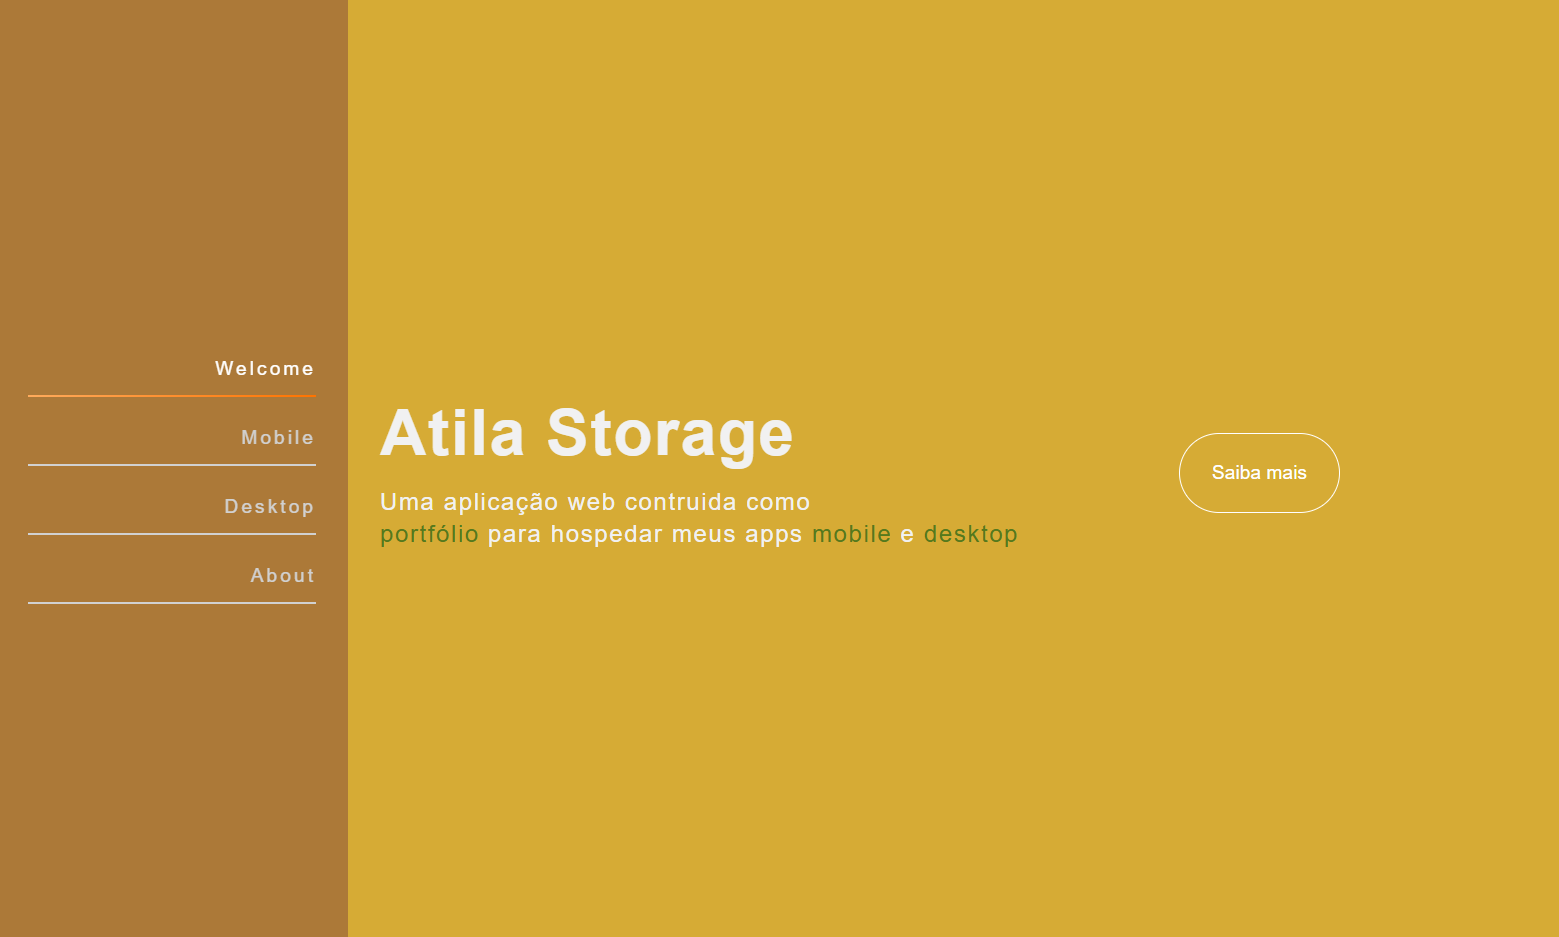 Welcome
Mobile
Desktop
About
Atila Storage
Uma aplicação web contruida como
portfólio para hospedar meus apps mobile e desktop
Saiba mais